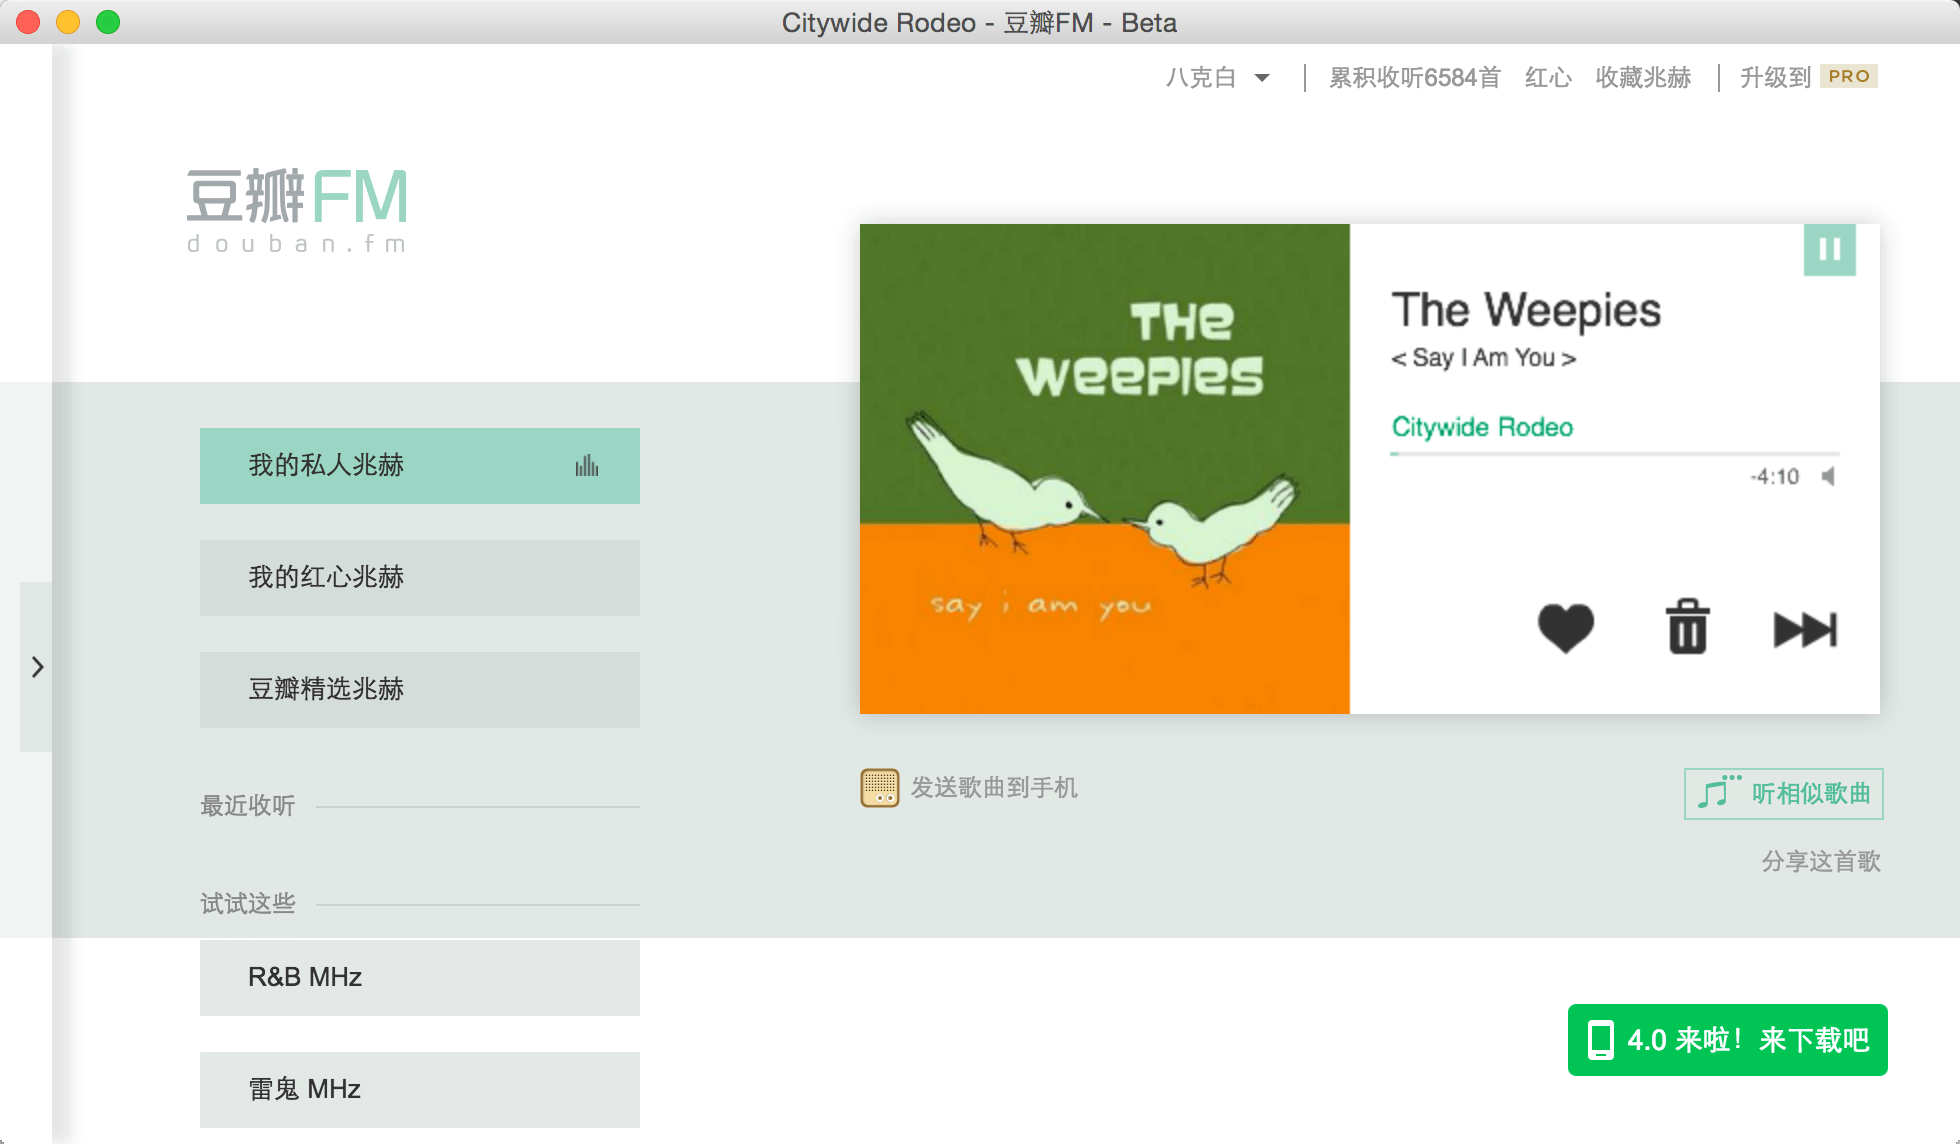 Citywide Rodeo - 豆瓣FM - Beta
八克白
累积收听6584首 红心 收藏兆赫
升级到 PRO
豆瓣FM
douban.fm
THE
WEEPIES
say i am you
The Weepies
< Say I Am You >
Citywide Rodeo
-4:10
我的私人兆赫
我的红心兆赫
豆瓣精选兆赫
最近收听
试试这些
R&B MHz
雷鬼 MHz
发送歌曲到手机
听相似歌曲
分享这首歌
4.0 来啦！来下载吧